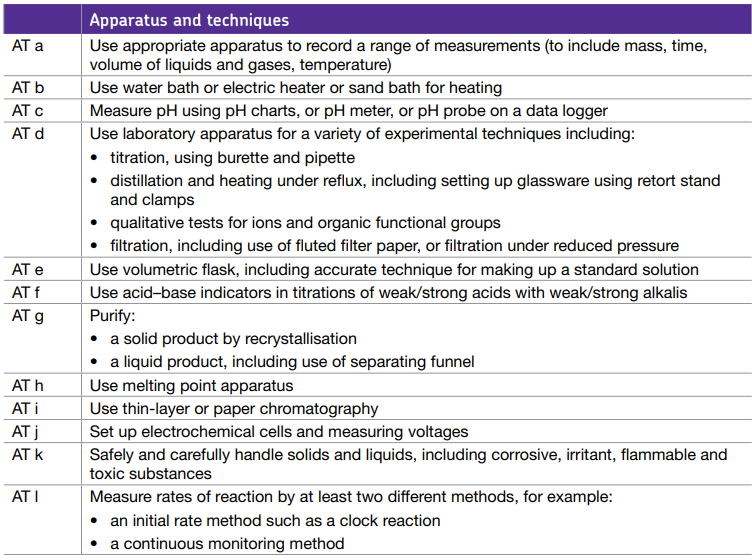 Apparatus and techniques
AT a Use appropriate apparatus to record a range of measurements (to include mass, time,
volume of liquids and gases, temperature)
AT b Use water bath or electric heater or sand bath for heating
AT c Measure pH using pH charts, or pH meter, or pH probe on a data logger
AT d Use laboratory apparatus for a variety of experimental techniques including:
• titration, using burette and pipette
• distillation and heating under reflux, including setting up glassware using retort stand
and clamps
• qualitative tests for ions and organic functional groups
• filtration, including use of fluted filter paper, or filtration under reduced pressure
AT e Use volumetric flask, including accurate technique for making up a standard solution
AT f Use acid–base indicators in titrations of weak/strong acids with weak/strong alkalis
AT g Purify:
• a solid product by recrystallisation
• a liquid product, including use of separating funnel
AT h Use melting point apparatus
AT i Use thin-layer or paper chromatography
AT j Set up electrochemical cells and measuring voltages
AT k Safely and carefully handle solids and liquids, including corrosive, irritant, flammable and
toxic substances
AT l Measure rates of reaction by at least two different methods, for example:
• an initial rate method such as a clock reaction
• a continuous monitoring method